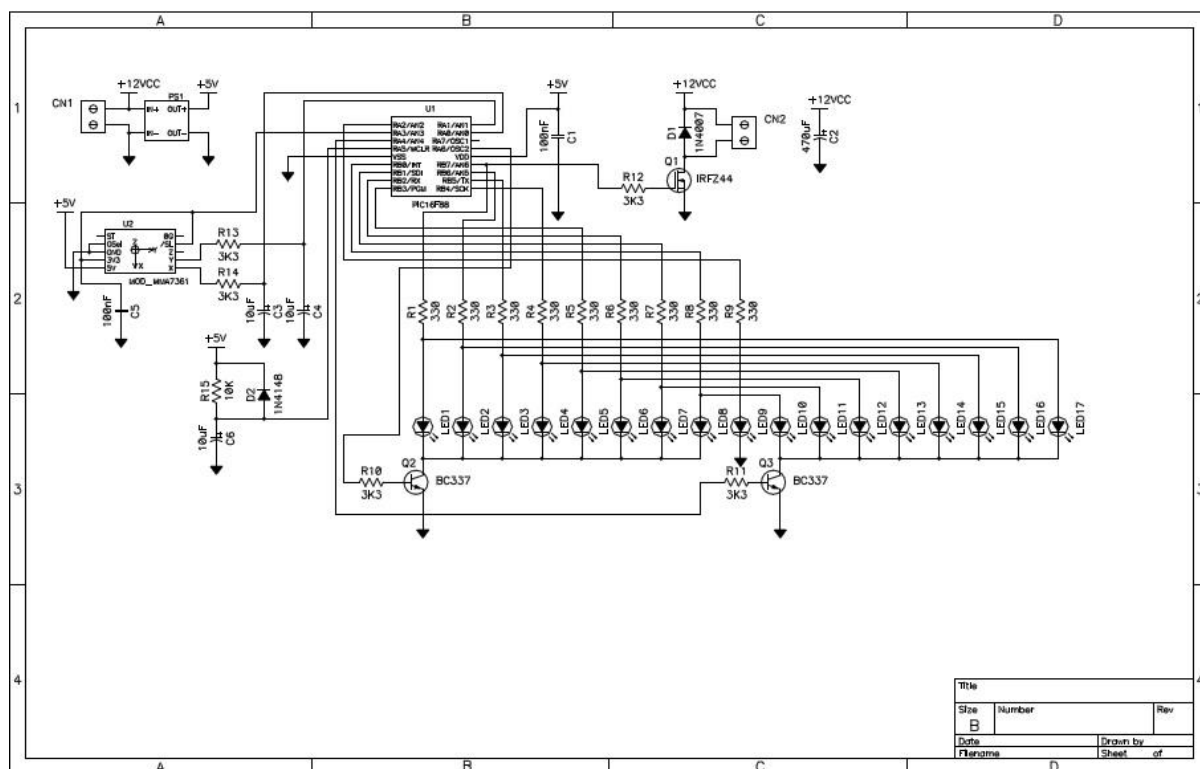 A B C D
1 1
2 2
3 3
4 4
A B C D
CN1
+12VCC
+5V
PS1
IN+ OUT+
IN- OUT-
U1
RA2/AN2 RA1/AN1
RA3/AN3 RA0/AN0
RA4/AN4 RA7/OSC1
RA5/MCLR RA6/OSC2
VSS VDD
RB0/INT RB7/AN6
RB1/SDI RB6/AN5
RB2/RX RB5/TX
RB3/PGM RB4/SCK
PIC16F88
+5V
100nF
C1
+12VCC
D1
1N4007
CN2
Q1
IRFZ44
R12
3K3
+12VCC
470uF
C2
+5V
U2
ST 0G
GSel /SL
GND Z
3V3 Y
5V X
Z
XY
X
MOD_MMA7361
R13
3K3
R14
3K3
100nF
C5
10uF
C3
10uF
C4
+5V
R15
10K
D2
1N4148
10uF
C6
R1
330
R2
330
R3
330
R4
330
R5
330
R6
330
R7
330
R8
330
R9
330
LED1
LED2
LED3
LED4
LED5
LED6
LED7
LED8
LED9
LED10
LED11
LED12
LED13
LED14
LED15
LED16
LED17
R10
3K3
Q2
BC337
R11
3K3
Q3
BC337
Title
Size Number Rev
B
Date Drawn by
Filename Sheet of